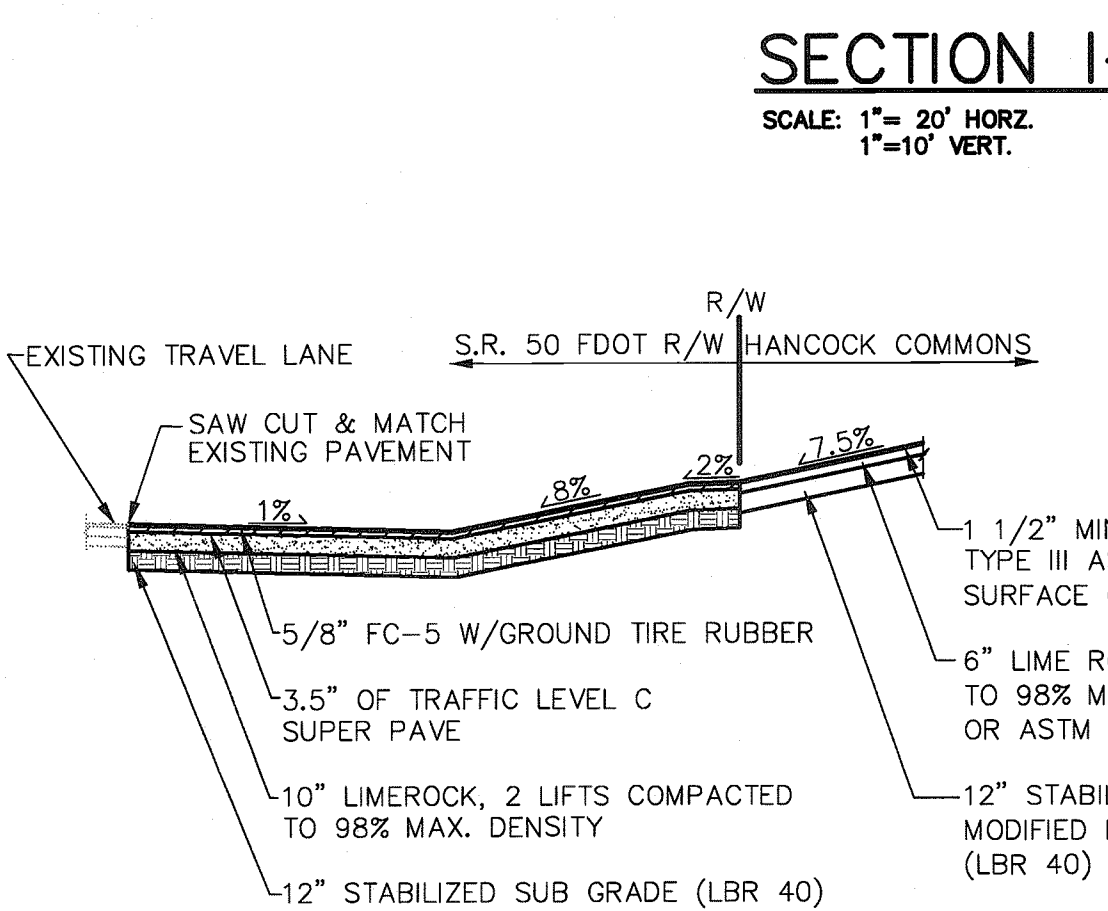 SECTION
SCALE: 1"= 20' HORZ.
1"=10' VERT.
R/W
S.R. 50 FDOT R/W
HANCOCK COMMONS
EXISTING TRAVEL LANE
SAW CUT & MATCH
EXISTING PAVEMENT
1%
8%
2%
7.5%
5/8" FC-5 W/GROUND TIRE RUBBER
3.5" OF TRAFFIC LEVEL C
SUPER PAVE
10" LIMEROCK, 2 LIFTS COMPACTED
TO 98% MAX. DENSITY
12" STABILIZED SUB GRADE (LBR 40)
1 1/2"
TYPE III
SURFACE
6" LIME
TO 98%
OR ASTM
12"
MODIFIED
(LBR 40)